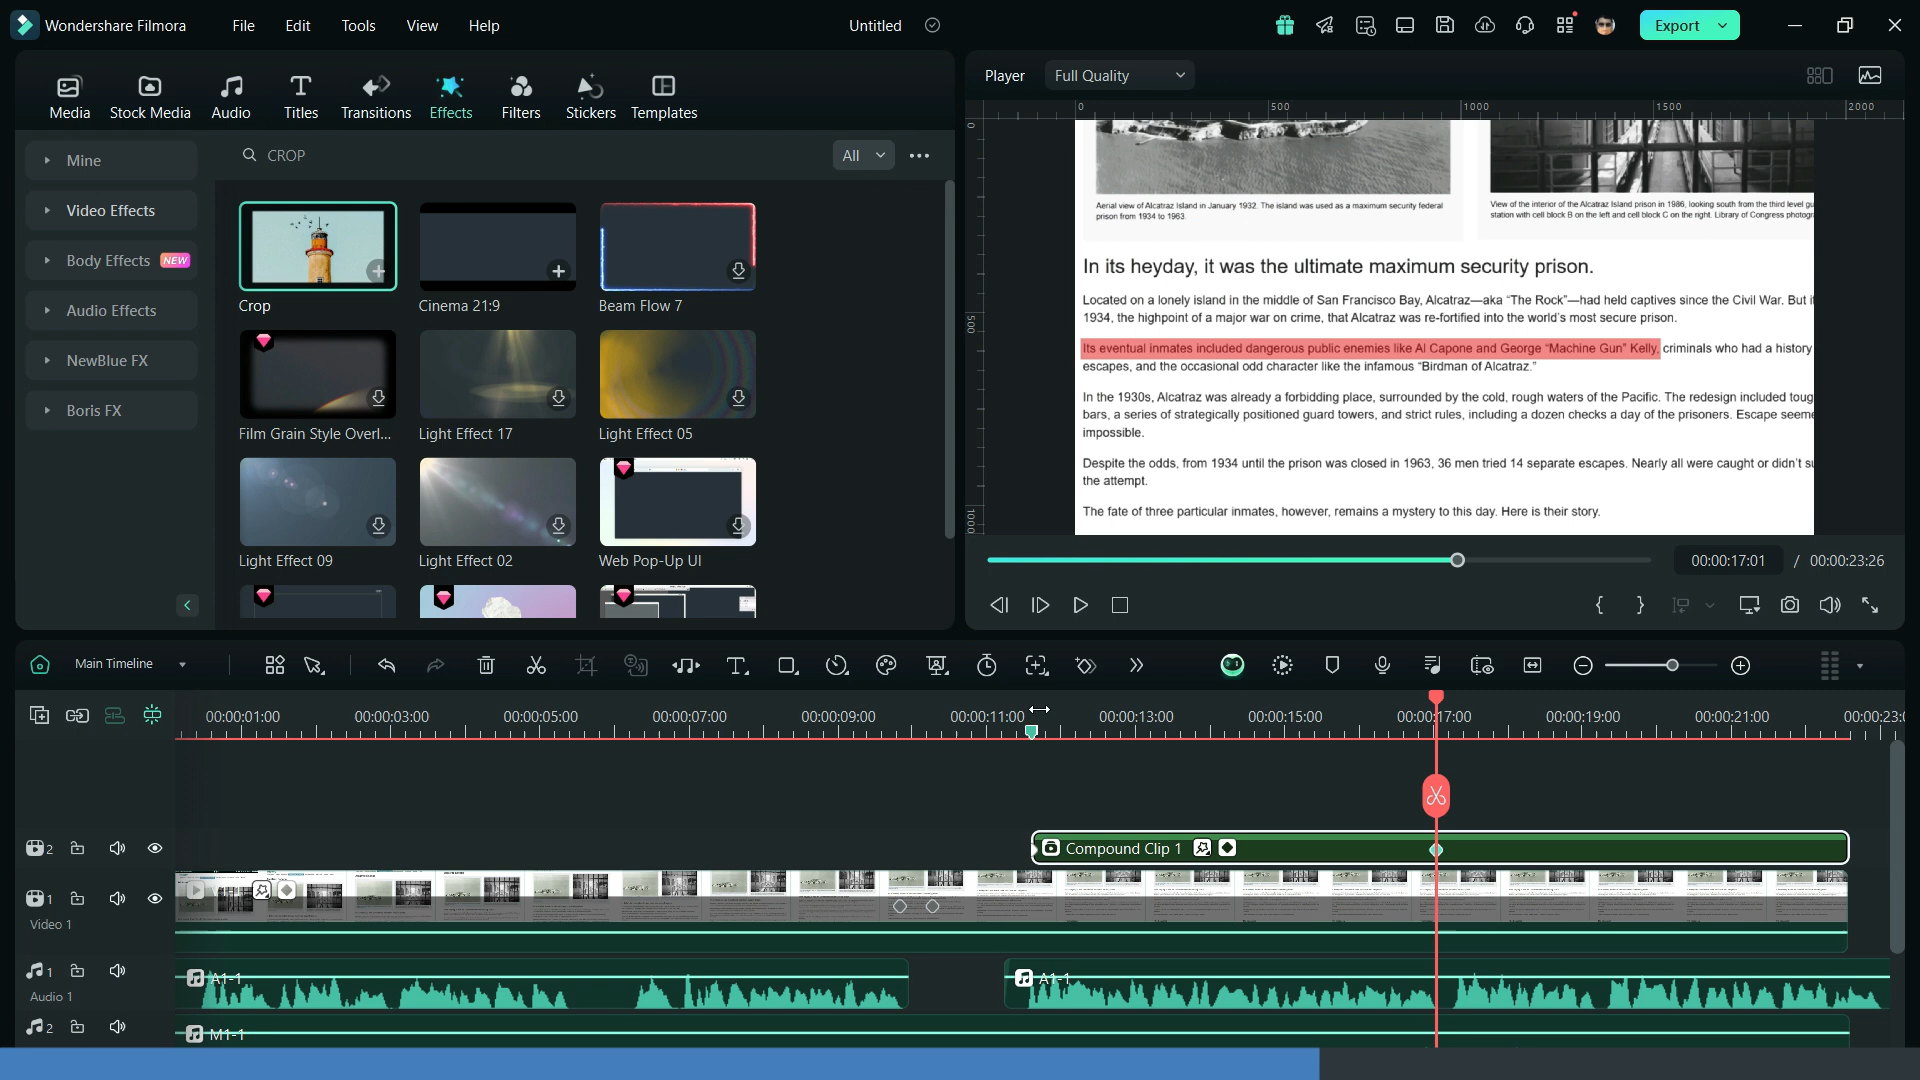 Wondershare Filmora
File Edit Tools View Help
Untitled
Export
Media Stock Media Audio Titles Transitions Effects Filters Stickers Templates
Mine
Video Effects
Body Effects NEW
Audio Effects
NewBlue FX
Boris FX
CROP
All
Crop
Cinema 21:9
Beam Flow 7
Film Grain Style Overl...
Light Effect 17
Light Effect 05
Light Effect 09
Light Effect 02
Web Pop-Up UI
Player Full Quality
0 500 1000 1500 2000
0
500
1000
Aerial view of Alcatraz Island in January 1932. The island was used as a maximum security federal
prison from 1934 to 1963
View of the interior of the Alcatraz Island prison in 1986, looking south from the third level gu
station with cell block B on the left and cell block C on the right. Library of Congress photogr
In its heyday, it was the ultimate maximum security prison.
Located on a lonely island in the middle of San Francisco Bay, Alcatraz—aka “The Rock”—had held captives since the Civil War. But i
1934, the highpoint of a major war on crime, that Alcatraz was re-fortified into the world’s most secure prison.
Its eventual inmates included dangerous public enemies like Al Capone and George “Machine Gun” Kelly, criminals who had a history
escapes, and the occasional odd character like the infamous “Birdman of Alcatraz.”
In the 1930s, Alcatraz was already a forbidding place, surrounded by the cold, rough waters of the Pacific. The redesign included toug
bars, a series of strategically positioned guard towers, and strict rules, including a dozen checks a day of the prisoners. Escape seeme
impossible.
Despite the odds, from 1934 until the prison was closed in 1963, 36 men tried 14 separate escapes. Nearly all were caught or didn’t su
the attempt.
The fate of three particular inmates, however, remains a mystery to this day. Here is their story.
00:00:17:01 / 00:00:23:26
Main Timeline
00:00:01:00 00:00:03:00 00:00:05:00 00:00:07:00 00:00:09:00 00:00:11:00 00:00:13:00 00:00:15:00 00:00:17:00 00:00:19:00 00:00:21:00 00:00:23:0
2
Compound Clip 1
1
Video 1
1
Audio 1
A1-1
A1-1
2
M1-1